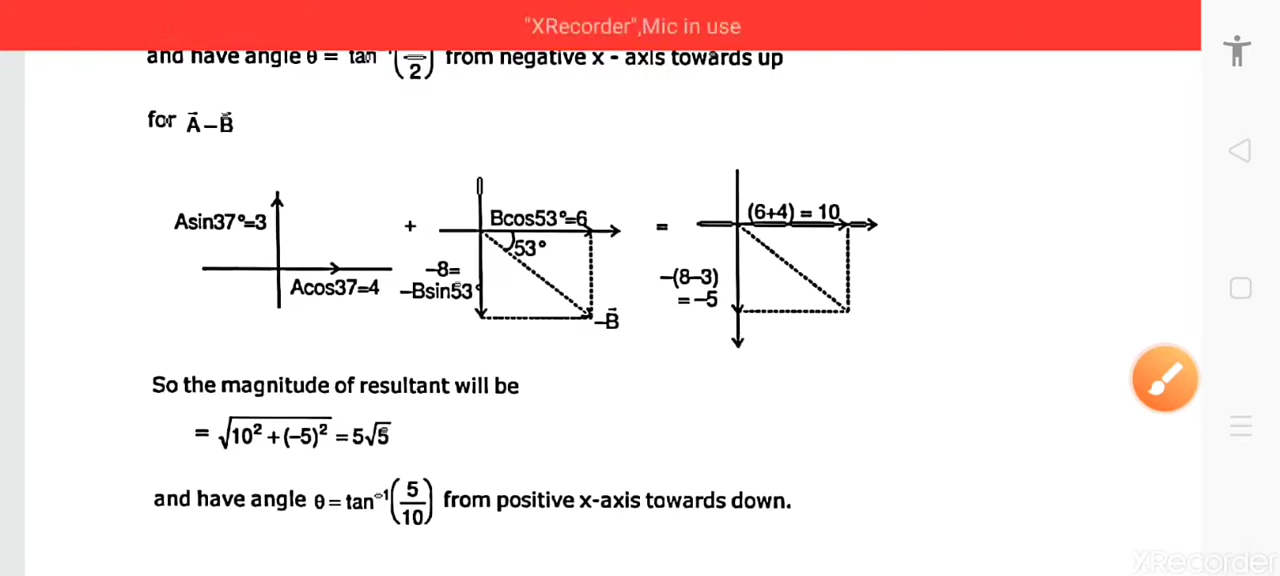 "XRecorder",Mic in use
and have angle θ = tan⁻¹(—/2) from negative x - axis towards up
for A⃗–B⃗
Asin37°=3
Acos37=4
+
Bcos53°=6
53°
–8=
–Bsin53°
–B⃗
=
(6+4) = 10
–(8–3)
= –5
So the magnitude of resultant will be
= √10² + (–5)² = 5√5
and have angle θ = tan⁻¹(5/10) from positive x-axis towards down.
XRecorder